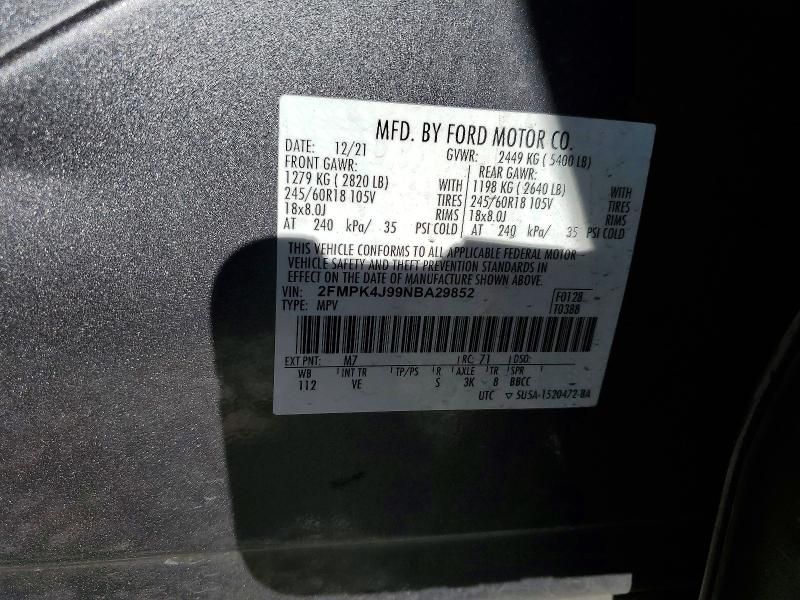 MFD. BY FORD MOTOR CO.
DATE: 12/21 GVWR: 2449 KG ( 5400 LB)
FRONT GAWR: REAR GAWR:
1279 KG ( 2820 LB) WITH 1198 KG ( 2640 LB) WITH
245/60R18 105V TIRES 245/60R18 105V TIRES
18x8.0J RIMS 18x8.0J RIMS
AT 240 kPa/ 35 PSI COLD AT 240 kPa/ 35 PSI COLD
THIS VEHICLE CONFORMS TO ALL APPLICABLE FEDERAL MOTOR
VEHICLE SAFETY AND THEFT PREVENTION STANDARDS IN
EFFECT ON THE DATE OF MANUFACTURE SHOWN ABOVE.
VIN: 2FMPK4J99NBA29852 F0128
TYPE: MPV T0388
EXT PNT: M7 RC: 71 DSO:
WB INT TR TP/PS R AXLE TR SPR
112 VE S 3K 8 BBCC
UTC ▽ SU5A-1520472-BA